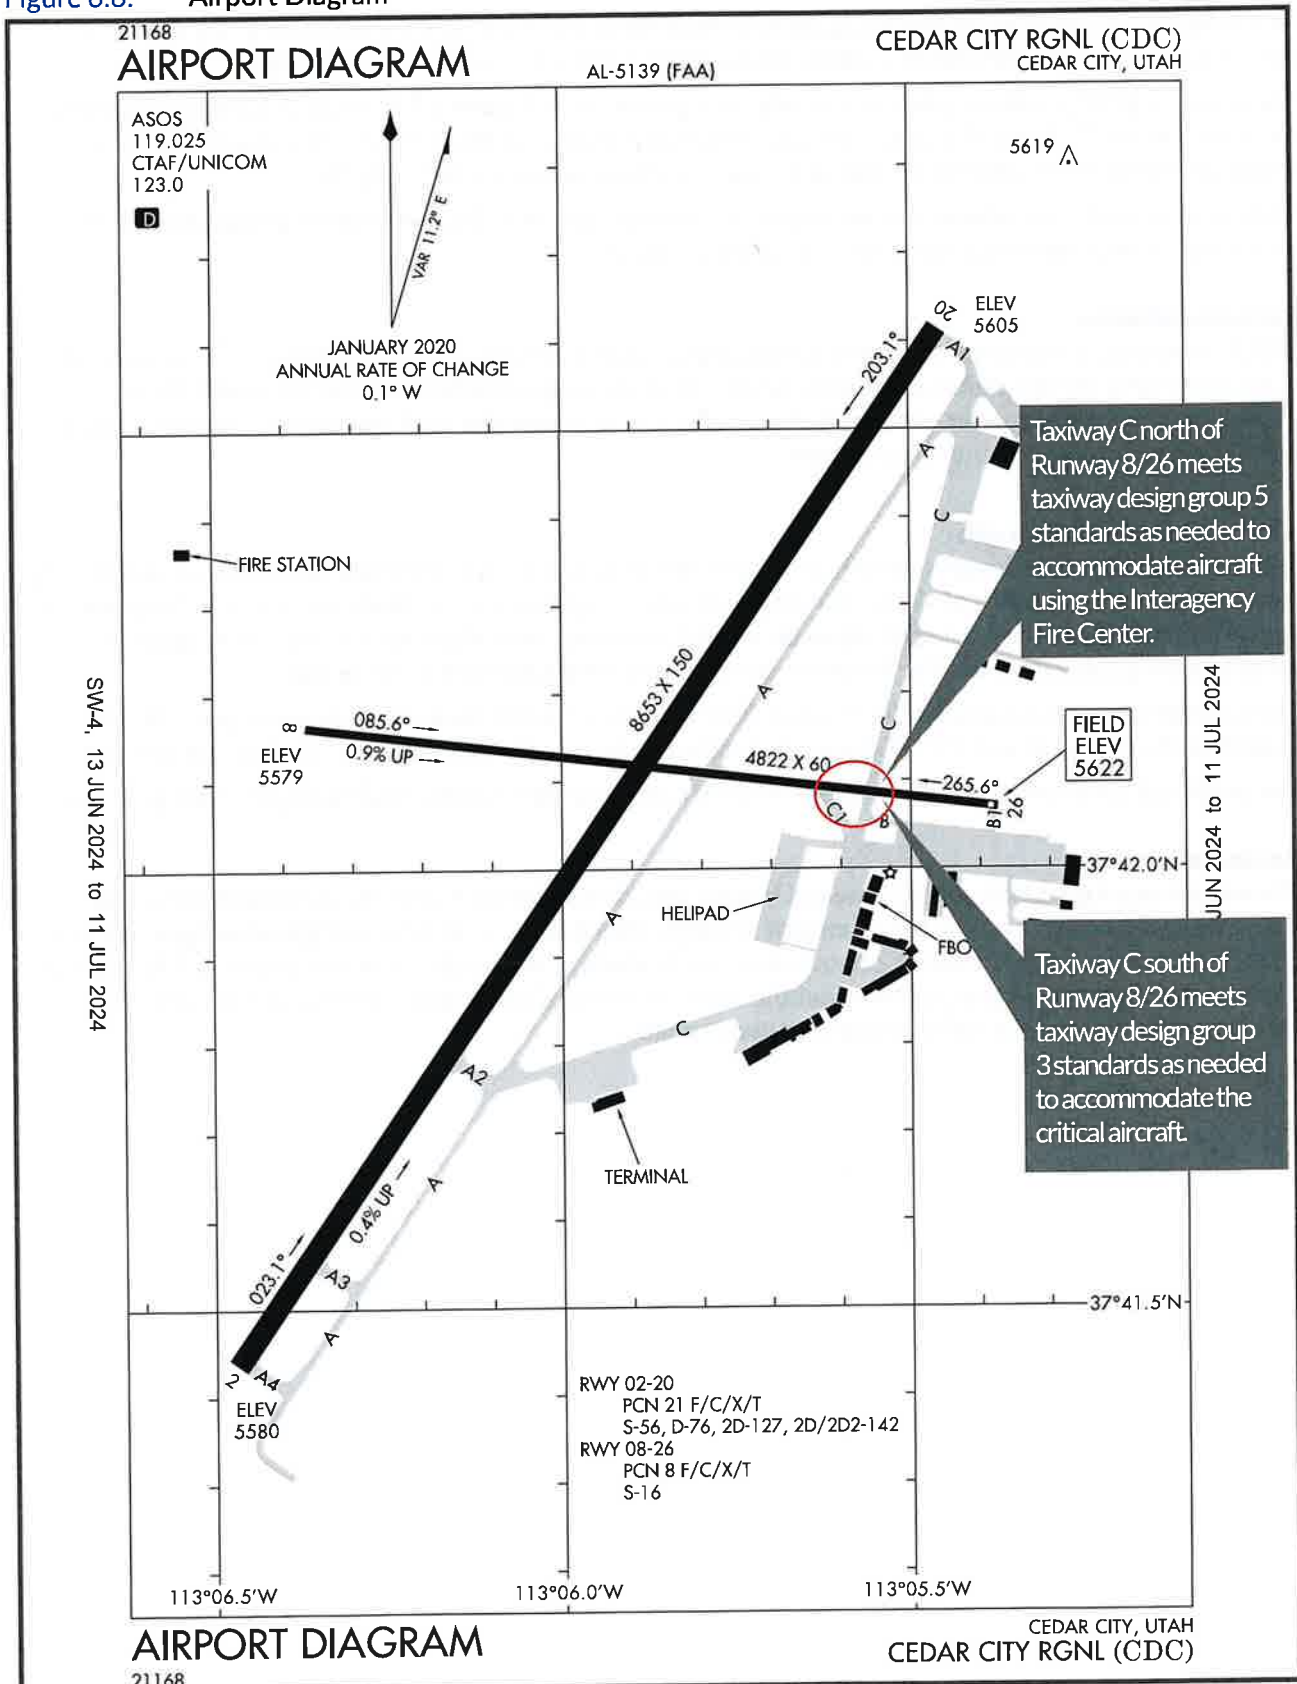 Figure 6.8. Airport Diagram
21168
AIRPORT DIAGRAM
AL-5139 (FAA)
CEDAR CITY RGNL (CDC)
CEDAR CITY, UTAH
ASOS
119.025
CTAF/UNICOM
123.0
D
VAR 11.2° E
JANUARY 2020
ANNUAL RATE OF CHANGE
0.1° W
5619
20
ELEV
5605
A1
203.1°
A
C
Taxiway C north of
Runway 8/26 meets
taxiway design group 5
standards as needed to
accommodate aircraft
using the Interagency
Fire Center.
FIRE STATION
8653 X 150
A
C
8
085.6°
0.9% UP
ELEV
5579
4822 X 60
265.6°
FIELD
ELEV
5622
26
B1
C1
B
37°42.0'N
HELIPAD
A
FBO
Taxiway C south of
Runway 8/26 meets
taxiway design group
3 standards as needed
to accommodate the
critical aircraft.
C
A2
TERMINAL
A
0.4% UP
023.1°
A3
A
37°41.5'N
2
A4
ELEV
5580
RWY 02-20
PCN 21 F/C/X/T
S-56, D-76, 2D-127, 2D/2D2-142
RWY 08-26
PCN 8 F/C/X/T
S-16
113°06.5'W
113°06.0'W
113°05.5'W
SW-4, 13 JUN 2024 to 11 JUL 2024
JUN 2024 to 11 JUL 2024
AIRPORT DIAGRAM
21168
CEDAR CITY, UTAH
CEDAR CITY RGNL (CDC)